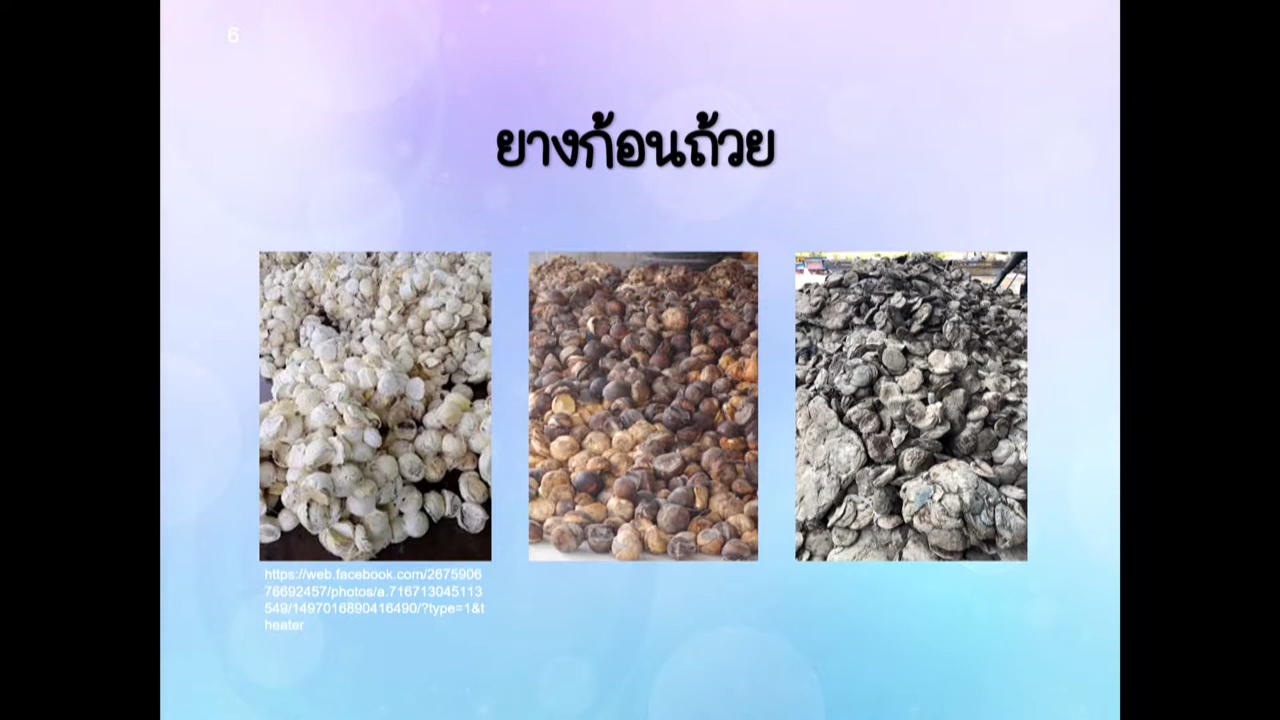 6
ยางก้อนถ้วย
https://web.facebook.com/2675906
76692457/photos/a.716713045113
549/1497016890416490/?type=1&t
heater